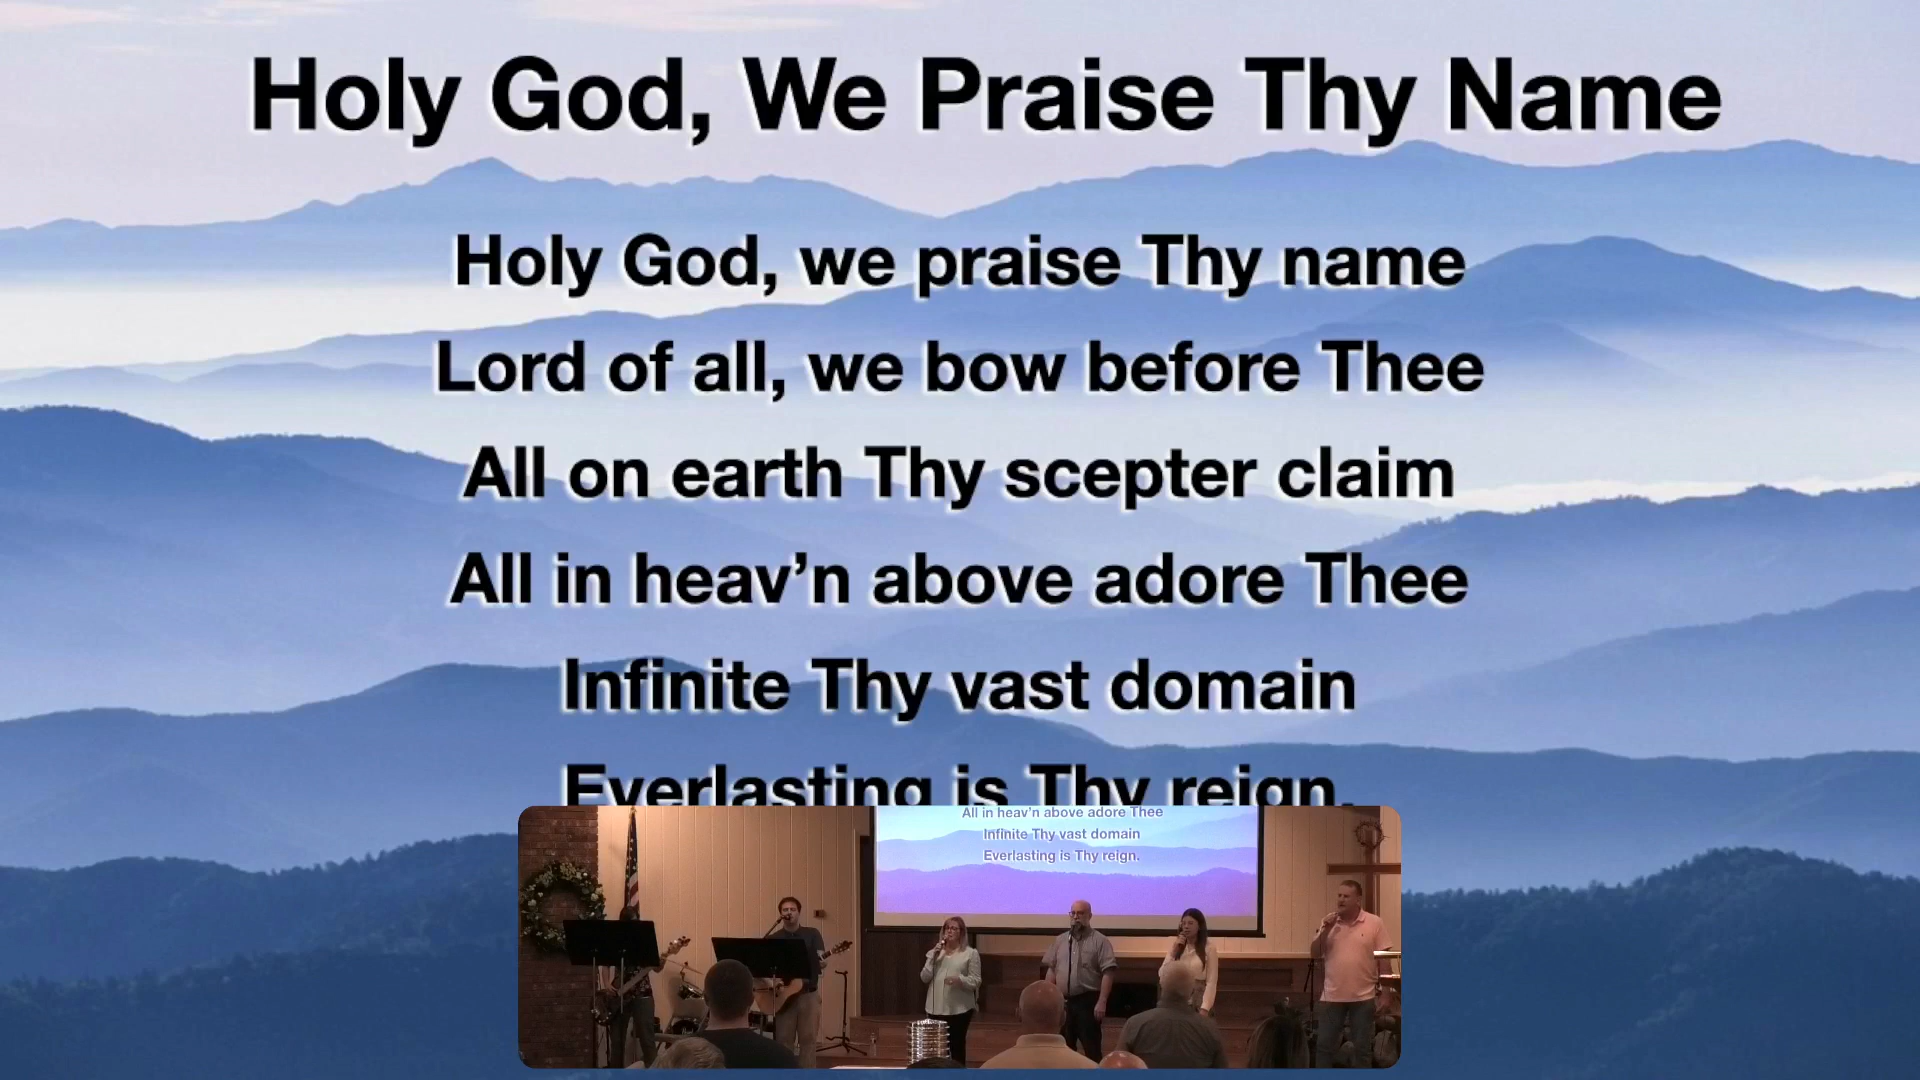 Holy God, We Praise Thy Name
Holy God, we praise Thy name
Lord of all, we bow before Thee
All on earth Thy scepter claim
All in heav’n above adore Thee
Infinite Thy vast domain
Everlasting is Thy reign.
All in heav’n above adore Thee
Infinite Thy vast domain
Everlasting is Thy reign.